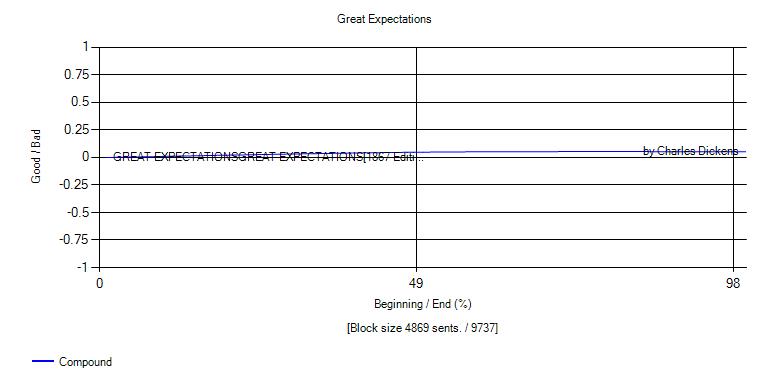 Great Expectations
1
0.75
0.5
0.25
0
-0.25
-0.5
-0.75
-1
Good / Bad
GREAT EXPECTATIONSGREAT EXPECTATIONS[1867 Editi...
by Charles Dickens
0 49 98
Beginning / End (%)
[Block size 4869 sents. / 9737]
Compound